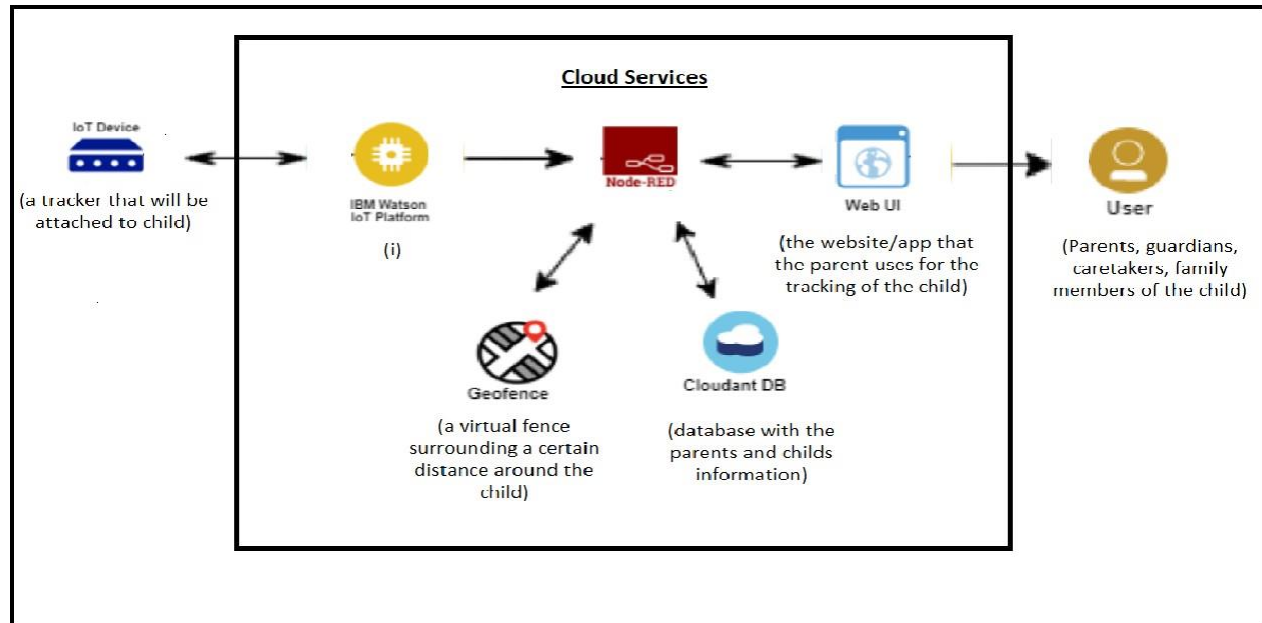 Cloud Services
IoT Device
(a tracker that will be
attached to child)
IBM Watson
IoT Platform
(i)
Node-RED
Web UI
(the website/app that
the parent uses for the
tracking of the child)
User
(Parents, guardians,
caretakers, family
members of the child)
Geofence
(a virtual fence
surrounding a certain
distance around the
child)
Cloudant DB
(database with the
parents and childs
information)